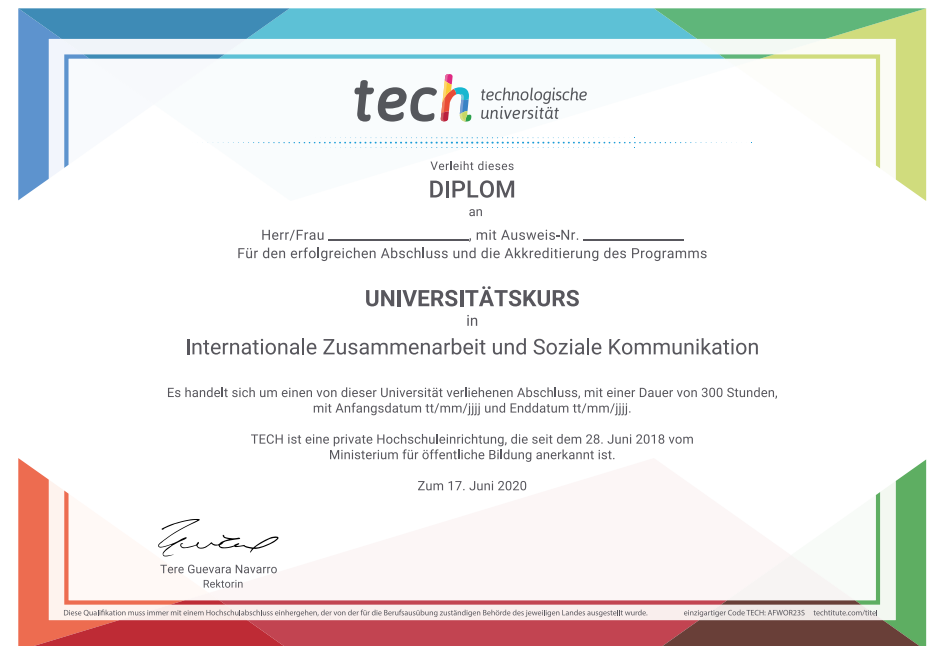 tech technologische
universität
Verleiht dieses
DIPLOM
an
Herr/Frau ____________________, mit Ausweis-Nr. ______________
Für den erfolgreichen Abschluss und die Akkreditierung des Programms
UNIVERSITÄTSKURS
in
Internationale Zusammenarbeit und Soziale Kommunikation
Es handelt sich um einen von dieser Universität verliehenen Abschluss, mit einer Dauer von 300 Stunden,
mit Anfangsdatum tt/mm/jjjj und Enddatum tt/mm/jjjj.
TECH ist eine private Hochschuleinrichtung, die seit dem 28. Juni 2018 vom
Ministerium für öffentliche Bildung anerkannt ist.
Zum 17. Juni 2020
Tere Guevara Navarro
Rektorin
Diese Qualifikation muss immer mit einem Hochschulabschluss einhergehen, der von der für die Berufsausübung zuständigen Behörde des jeweiligen Landes ausgestellt wurde. einzigartiger Code TECH: AFWOR23S techtitute.com/titel